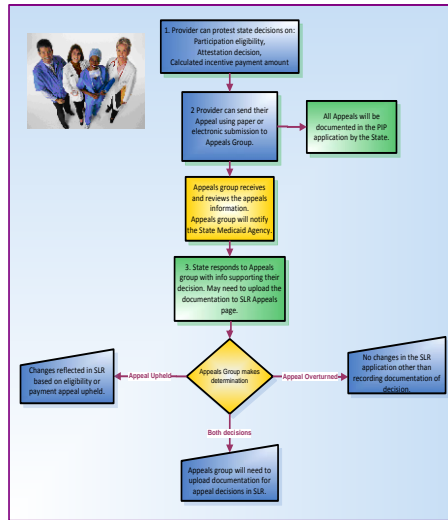 1. Provider can protest state decisions on:
Participation eligibility,
Attestation decision,
Calculated incentive payment amount
2 Provider can send their
Appeal using paper or
electronic submission to
Appeals Group.
All Appeals will be
documented in the PIP
application by the State.
Appeals group receives
and reviews the appeals
information.
Appeals group will notify
the State Medicaid Agency.
3. State responds to Appeals
group with info supporting their
decision. May need to upload the
documentation to SLR Appeals
page.
Changes reflected in SLR
based on eligibility or
payment appeal upheld.
Appeal Upheld
Appeals Group makes
determination
Appeal Overturned
No changes in the SLR
application other than
recording documentation of
decision.
Both decisions
Appeals group will need to
upload documentation for
appeal decisions in SLR.